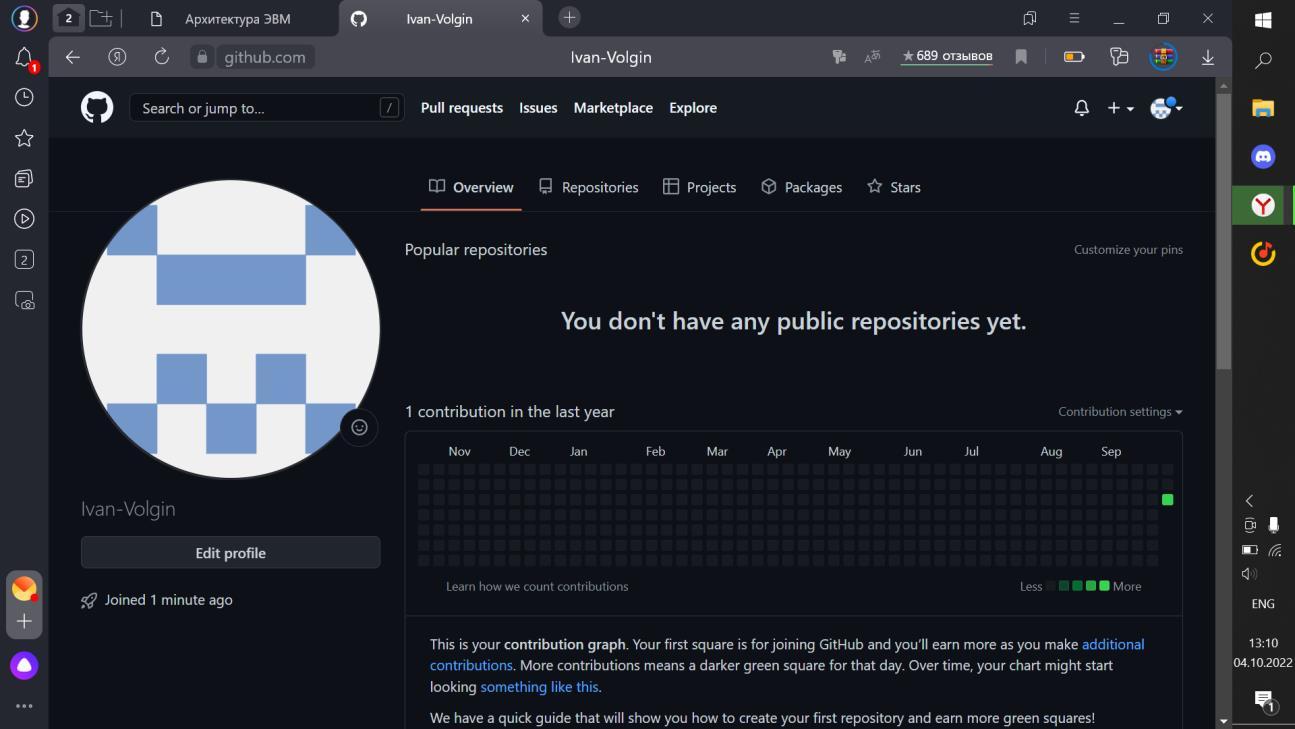 2
Архитектура ЭВМ
Ivan-Volgin
1
github.com
Ivan-Volgin
★689 отзывов
Search or jump to...
/
Pull requests
Issues
Marketplace
Explore
Overview
Repositories
Projects
Packages
Stars
Popular repositories
Customize your pins
You don't have any public repositories yet.
2
1 contribution in the last year
Contribution settings
Nov Dec Jan Feb Mar Apr May Jun Jul Aug Sep
Learn how we count contributions
Less
More
Ivan-Volgin
Edit profile
Joined 1 minute ago
This is your contribution graph. Your first square is for joining GitHub and you’ll earn more as you make additional
contributions. More contributions means a darker green square for that day. Over time, your chart might start
looking something like this.
We have a quick guide that will show you how to create your first repository and earn more green squares!
ENG
13:10
04.10.2022
1